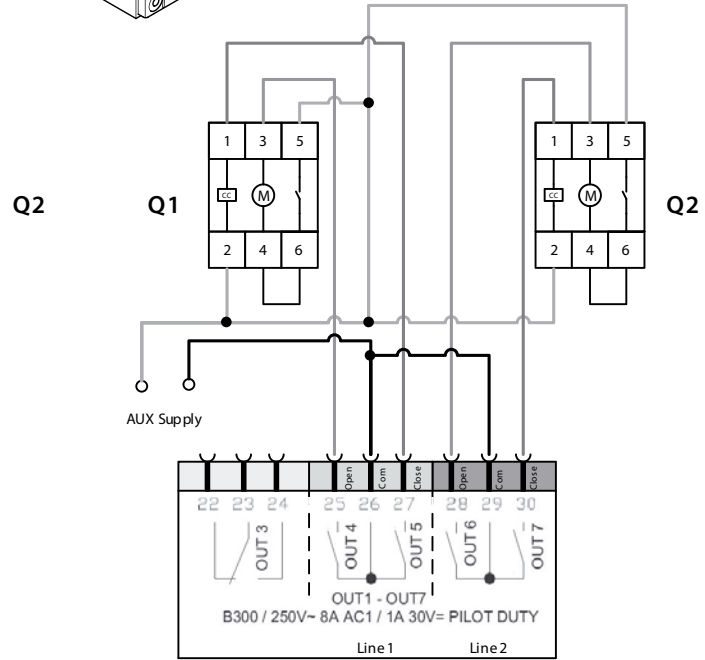 1 3 5
1 3 5
CC M
CC M
Q2 Q1 Q2
2 4 6
2 4 6
AUX Supply
Open Com Close Open Com Close
22 23 24 25 26 27 28 29 30
OUT 3 OUT 4 OUT 5 OUT 6 OUT 7
OUT1 - OUT7
B300 / 250V~ 8A AC1 / 1A 30V= PILOT DUTY
Line 1 Line 2